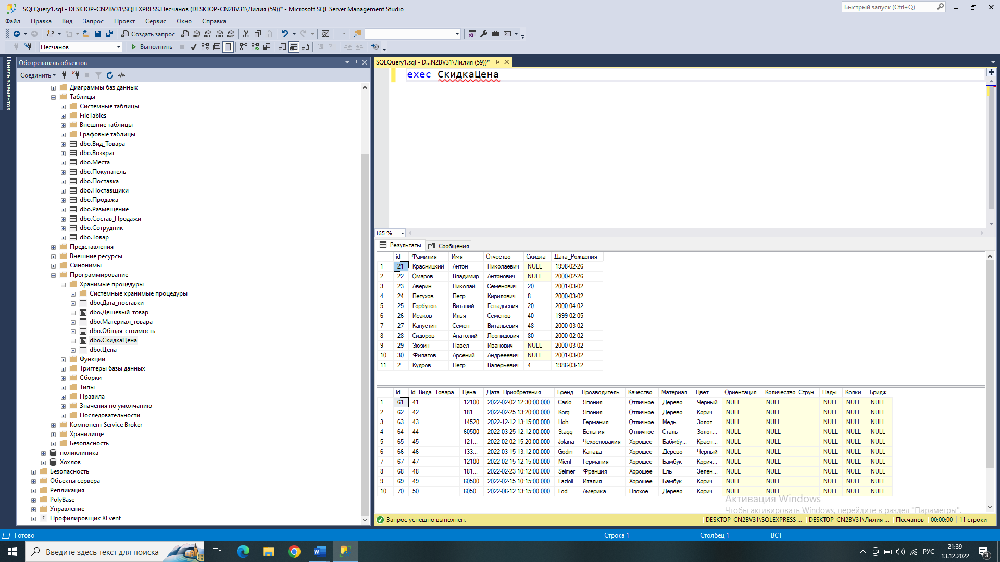 SQLQuery1.sql - DESKTOP-CN2BV31\SQLEXPRESS.Песчанов (DESKTOP-CN2BV31\Лилия (59))* - Microsoft SQL Server Management Studio
Быстрый запуск (Ctrl+Q)
Файл Правка Вид Запрос Проект Сервис Окно Справка
Создать запрос MDX DMX XMLA DAX
Песчанов Выполнить
Панель элементов
Обозреватель объектов
Соединить
Диаграммы баз данных
Таблицы
Системные таблицы
FileTables
Внешние таблицы
Графовые таблицы
dbo.Вид_Товара
dbo.Возврат
dbo.Места
dbo.Покупатель
dbo.Поставка
dbo.Поставщики
dbo.Продажа
dbo.Размещение
dbo.Состав_Продажи
dbo.Сотрудник
dbo.Товар
Представления
Внешние ресурсы
Синонимы
Программирование
Хранимые процедуры
Системные хранимые процедуры
dbo.Дата_поставки
dbo.Дешевый_товар
dbo.Материал_товара
dbo.Общая_стоимость
dbo.СкидкаЦена
dbo.Цена
Функции
Триггеры базы данных
Сборки
Типы
Правила
Значения по умолчанию
Последовательности
Компонент Service Broker
Хранилище
Безопасность
поликлиника
Хохлов
Безопасность
Объекты сервера
Репликация
PolyBase
Управление
Профилировщик XEvent
SQLQuery1.sql - D...N2BV31\Лилия (59))*
exec СкидкаЦена
165 %
Результаты Сообщения
id Фамилия Имя Отчество Скидка Дата_Рождения
1 21 Красницкий Антон Николаевич NULL 1998-02-26
2 22 Омаров Владимир Антонович NULL 2000-02-26
3 23 Аверин Николай Семенович 20 2001-03-02
4 24 Петухов Петр Кирилович 8 2000-03-02
5 25 Горбунов Виталий Генадьевич 20 2000-04-02
6 26 Исаков Илья Семенов 40 1999-02-05
7 27 Капустин Семен Витальевич 48 2000-03-02
8 28 Сидоров Анатолий Леонидович 80 2000-02-02
9 29 Зюзин Павел Иванович NULL 2000-03-02
10 30 Филатов Арсений Андрееевич NULL 2001-03-02
11 2... Кудров Петр Валерьевич 4 1986-03-12
id id_Вида_Товара Цена Дата_Приобретения Бренд Прозводитель Качество Материал Цвет Ориентация Количество_Струн Лады Колки Бридж
1 61 41 12100 2022-02-02 12:30:00.000 Casio Япония Отличное Дерево Черный NULL NULL NULL NULL NULL
2 62 42 181... 2022-02-25 13:20:00.000 Korg Япония Отличное Дерево Корич... NULL NULL NULL NULL NULL
3 63 43 14520 2022-12-12 13:15:00.000 Hoh... Германия Отличное Медь Золот... NULL NULL NULL NULL NULL
4 64 44 60500 2022-03-25 12:12:00.000 Stagg Бельгия Отличное Сталь Золот... NULL NULL NULL NULL NULL
5 65 45 121... 2022-02-02 15:20:00.000 Jolana Чехословакия Хорошее Бабмбу... Красн... NULL NULL NULL NULL NULL
6 66 46 133... 2022-03-15 13:12:00.000 Godin Канада Хорошее Дерево Черный NULL NULL NULL NULL NULL
7 67 47 12100 2022-02-15 12:15:00.000 Mienl Германия Хорошее Бамбук Корич... NULL NULL NULL NULL NULL
8 68 48 181... 2022-02-23 10:12:00.000 Selmer Франция Хорошее Ель Зелен... NULL NULL NULL NULL NULL
9 69 49 60500 2022-02-15 10:15:00.000 Fazioli Италия Хорошее Бамбук Корич... NULL NULL NULL NULL NULL
10 70 50 6050 2022-06-12 13:15:00.000 Fod... Америка Плохое Дерево Корич... NULL NULL NULL NULL NULL
Активация Windows
Чтобы активировать Windows, перейдите в раздел "Параметры".
Запрос успешно выполнен. DESKTOP-CN2BV31\SQLEXPRESS ... DESKTOP-CN2BV31\Лилия ... Песчанов 00:00:00 11 строки
Готово Строка 1 Столбец 1 ВСТ
Введите здесь текст для поиска
РУС 21:39
13.12.2022
3